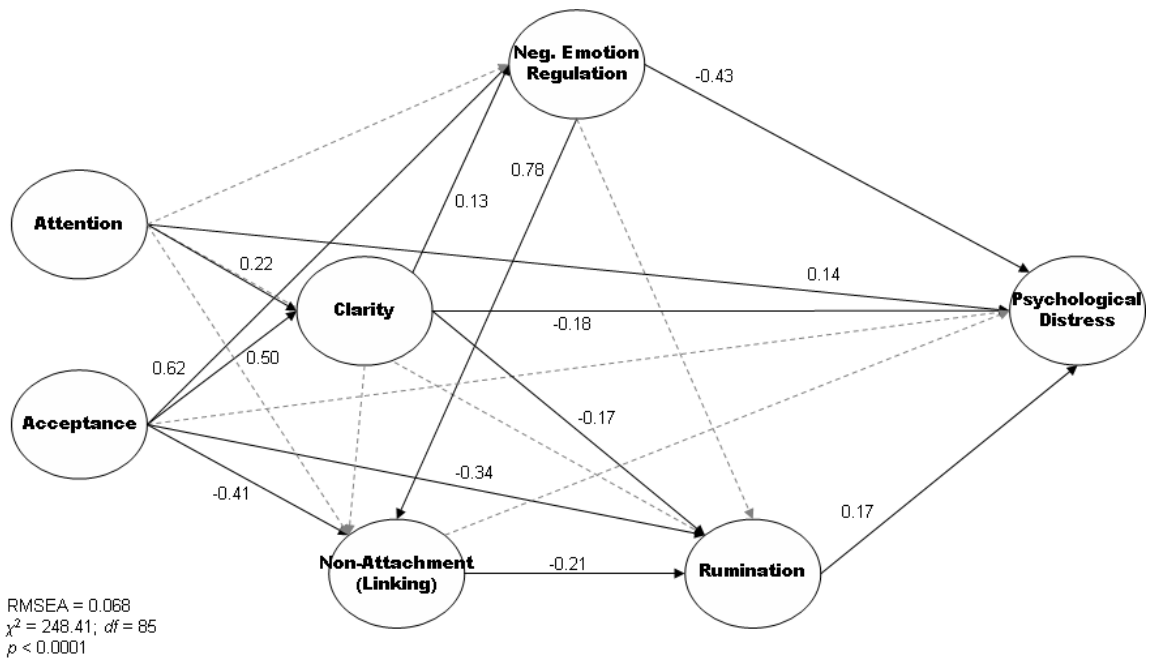 Neg. Emotion
Regulation
-0.43
0.78
0.13
Attention
0.22
0.14
Clarity
Psychological
Distress
-0.18
0.62
0.50
Acceptance
-0.17
-0.34
-0.41
0.17
Non-Attachment
(Linking)
-0.21
Rumination
RMSEA = 0.068
χ² = 248.41; df = 85
p < 0.0001